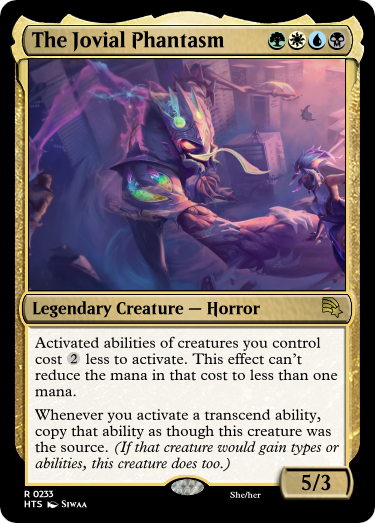 The Jovial Phantasm
Legendary Creature — Horror
Activated abilities of creatures you control
cost 2 less to activate. This effect can't
reduce the mana in that cost to less than one
mana.
Whenever you activate a transcend ability,
copy that ability as though this creature was
the source. (If that creature would gain types or
abilities, this creature does too.)
5/3
R 0233
HTS Siwaa
She/her